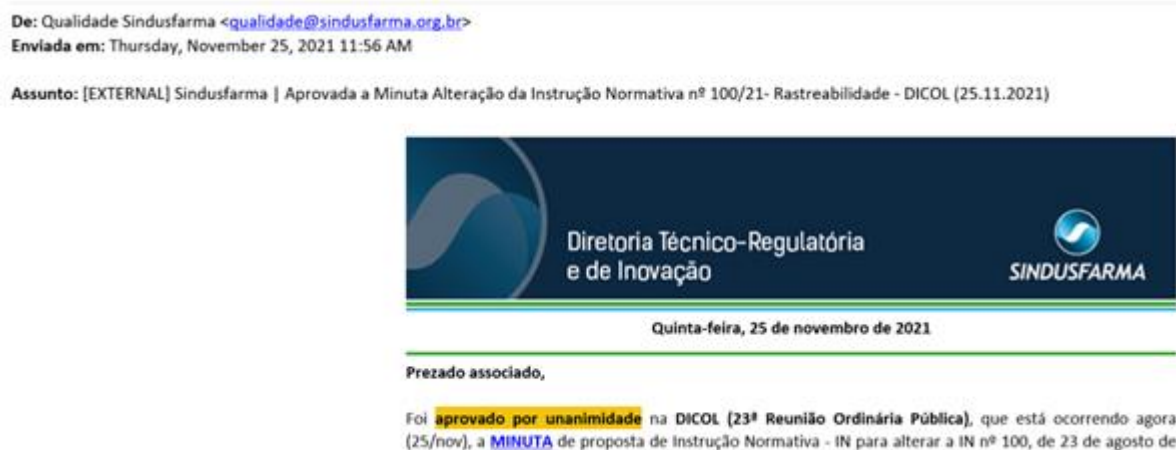 De: Qualidade Sindusfarma <qualidade@sindusfarma.org.br>
Enviada em: Thursday, November 25, 2021 11:56 AM
Assunto: [EXTERNAL] Sindusfarma | Aprovada a Minuta Alteração da Instrução Normativa nº 100/21- Rastreabilidade - DICOL (25.11.2021)
Diretoria Técnico-Regulatória
e de Inovação
SINDUSFARMA
Quinta-feira, 25 de novembro de 2021
Prezado associado,
Foi aprovado por unanimidade na DICOL (23ª Reunião Ordinária Pública), que está ocorrendo agora
(25/nov), a MINUTA de proposta de Instrução Normativa - IN para alterar a IN nº 100, de 23 de agosto de